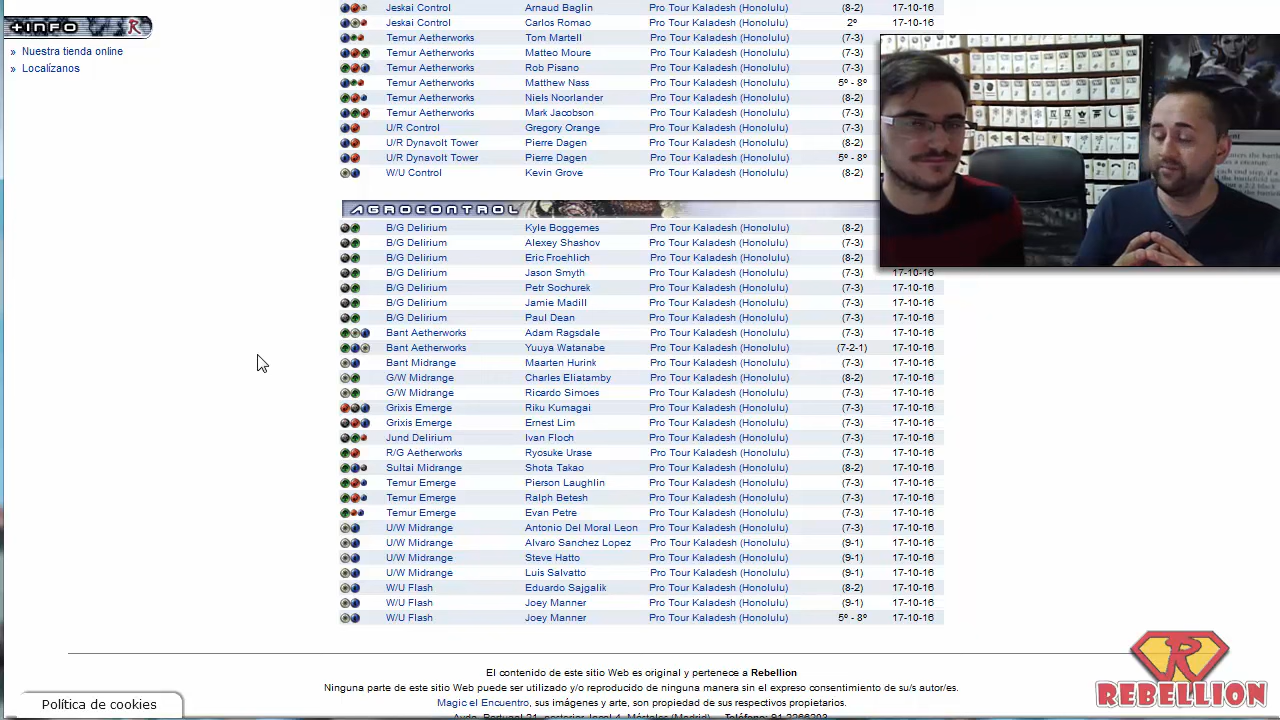 +INFO R
» Nuestra tienda online
» Localízanos
Jeskai Control Arnaud Baglin Pro Tour Kaladesh (Honolulu) (8-2) 17-10-16
Jeskai Control Pro Tour Kaladesh (Honolulu) (7-3) 17-10-16
Temur Aetherworks Tom Martell Pro Tour Kaladesh (Honolulu) (7-3)
Aetherworks Matteo Moure Pro Tour Kaladesh (Honolulu) (7-3)
Aetherworks Rob Pisano Pro Tour Kaladesh (Honolulu) (7-3)
Temur Aetherworks Matthew Nass Pro Tour Kaladesh (Honolulu) 5º - 8º
Temur Aetherworks Niels Noorlander Pro Tour Kaladesh (Honolulu) (8-2)
Temur Aetherworks Mark Jacobson Pro Tour Kaladesh (Honolulu) (7-3)
U/R Control Gregory Orange Pro Tour Kaladesh (Honolulu)
U/R Dynavolt Tower Pierre Dagen Pro Tour Kaladesh (Honolulu) (8-2)
U/R Dynavolt Tower Pierre Dagen Pro Tour Kaladesh (Honolulu) - 8º
Pro Tour Kaladesh (Honolulu)
AGROCONTROL
B/G Delirium Kyle Boggemes Pro Tour Kaladesh (Honolulu) (8-2)
B/G Delirium Alexey Shashov Pro Tour Kaladesh (Honolulu) (7-3)
B/G Delirium Eric Froehlich Pro Tour Kaladesh (Honolulu) (8-2)
B/G Delirium Jason Smyth Pro Tour Kaladesh (Honolulu) (7-3) 17-10-16
B/G Delirium Petr Sochurek Pro Tour Kaladesh (Honolulu) (7-3) 17-10-16
B/G Delirium Jamie Madill Pro Tour Kaladesh (Honolulu) (7-3) 17-10-16
B/G Delirium Paul Dean Pro Tour Kaladesh (Honolulu) (7-3) 17-10-16
Bant Aetherworks Adam Ragsdale Pro Tour Kaladesh (Honolulu) (7-3) 17-10-16
Bant Aetherworks Yuuya Watanabe Pro Tour Kaladesh (Honolulu) (7-2-1) 17-10-16
Bant Midrange Maarten Hurink Pro Tour Kaladesh (Honolulu) (7-3) 17-10-16
G/W Midrange Charles Eliatamby Pro Tour Kaladesh (Honolulu) (8-2) 17-10-16
G/W Midrange Ricardo Simoes Pro Tour Kaladesh (Honolulu) (7-3) 17-10-16
Grixis Emerge Riku Kumagai Pro Tour Kaladesh (Honolulu) (7-3) 17-10-16
Grixis Emerge Ernest Lim Pro Tour Kaladesh (Honolulu) (7-3) 17-10-16
Jund Delirium Ivan Floch Pro Tour Kaladesh (Honolulu) (7-3) 17-10-16
R/G Aetherworks Ryosuke Urase Pro Tour Kaladesh (Honolulu) (7-3) 17-10-16
Sultai Midrange Shota Takao Pro Tour Kaladesh (Honolulu) (8-2) 17-10-16
Temur Emerge Pierson Laughlin Pro Tour Kaladesh (Honolulu) (7-3) 17-10-16
Temur Emerge Ralph Betesh Pro Tour Kaladesh (Honolulu) (7-3) 17-10-16
Temur Emerge Evan Petre Pro Tour Kaladesh (Honolulu) (7-3) 17-10-16
U/W Midrange Antonio Del Moral Leon Pro Tour Kaladesh (Honolulu) (7-3) 17-10-16
U/W Midrange Alvaro Sanchez Lopez Pro Tour Kaladesh (Honolulu) (9-1) 17-10-16
U/W Midrange Steve Hatto Pro Tour Kaladesh (Honolulu) (9-1) 17-10-16
U/W Midrange Luis Salvatto Pro Tour Kaladesh (Honolulu) (9-1) 17-10-16
W/U Flash Eduardo Sajgalik Pro Tour Kaladesh (Honolulu) (8-2) 17-10-16
W/U Flash Joey Manner Pro Tour Kaladesh (Honolulu) (9-1) 17-10-16
W/U Flash Joey Manner Pro Tour Kaladesh (Honolulu) 5º - 8º 17-10-16
El contenido de este sitio Web es original y pertenece a Rebellion
Ninguna parte de este sitio puede ser utilizado y/o reproducido de ninguna manera sin el expreso consentimiento de su/s autor/es.
Magic el Encuentro, sus imágenes y arte, son propiedad de sus respectivos propietarios.
Política de cookies
R
REBELLION